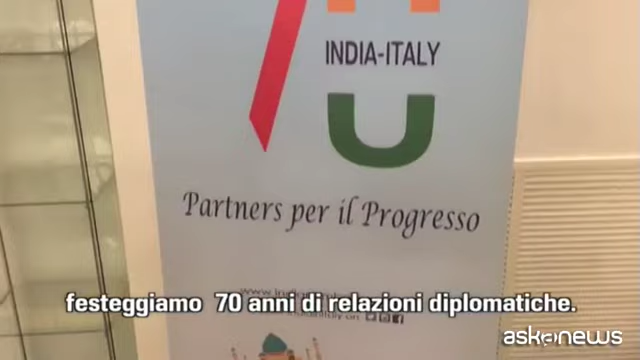 INDIA-ITALY
Partners per il Progresso
festeggiamo 70 anni di relazioni diplomatiche.
askanews